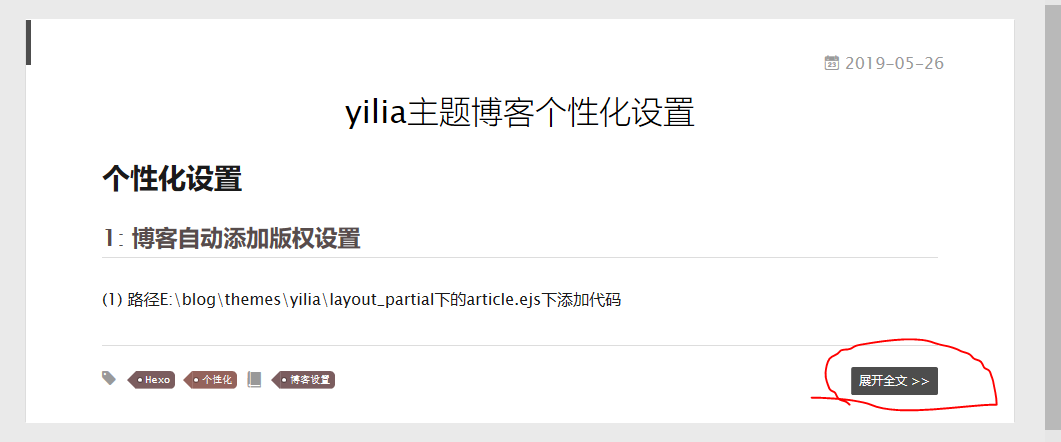 2019-05-26
yilia主题博客个性化设置
个性化设置
1: 博客自动添加版权设置
(1) 路径E:\blog\themes\yilia\layout_partial下的article.ejs下添加代码
Hexo 个性化 博客设置 展开全文 >>